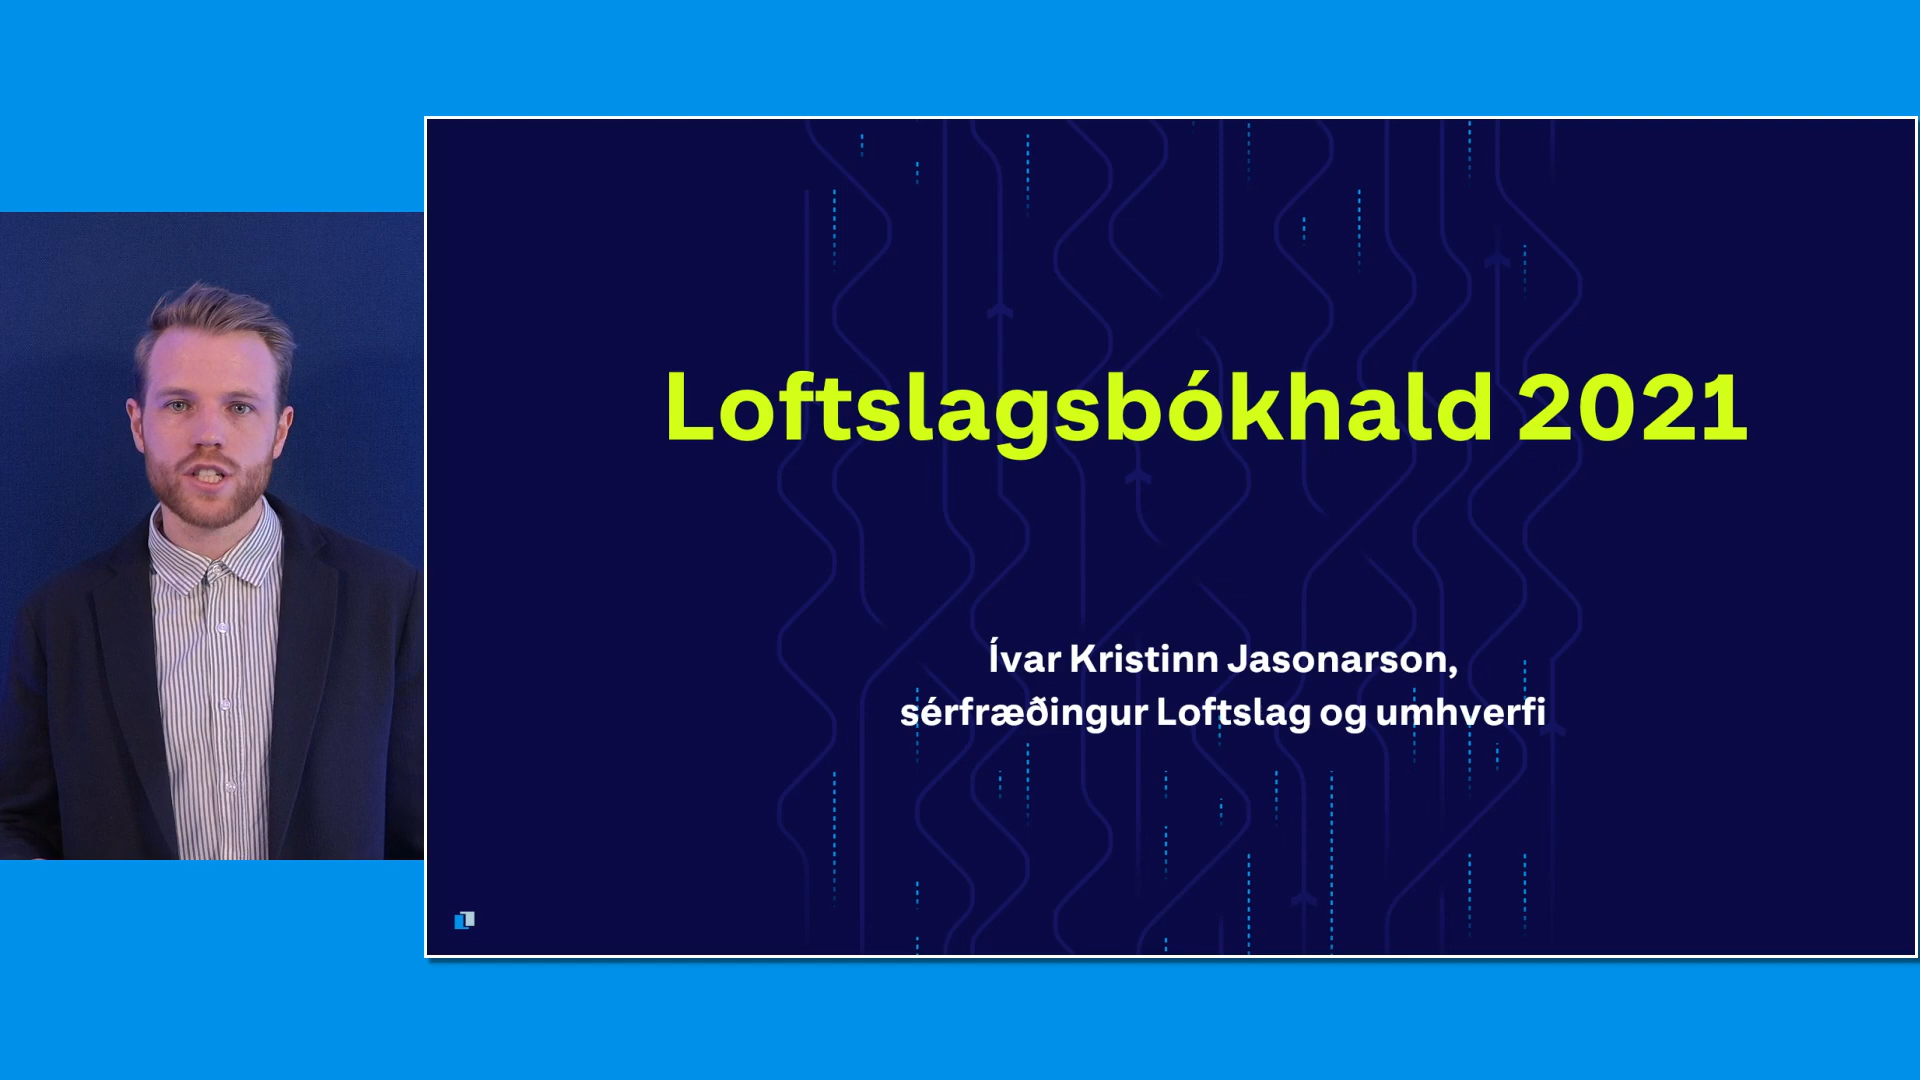 Loftslagsbókhald 2021
Ívar Kristinn Jasonarson,
sérfræðingur Loftslag og umhverfi